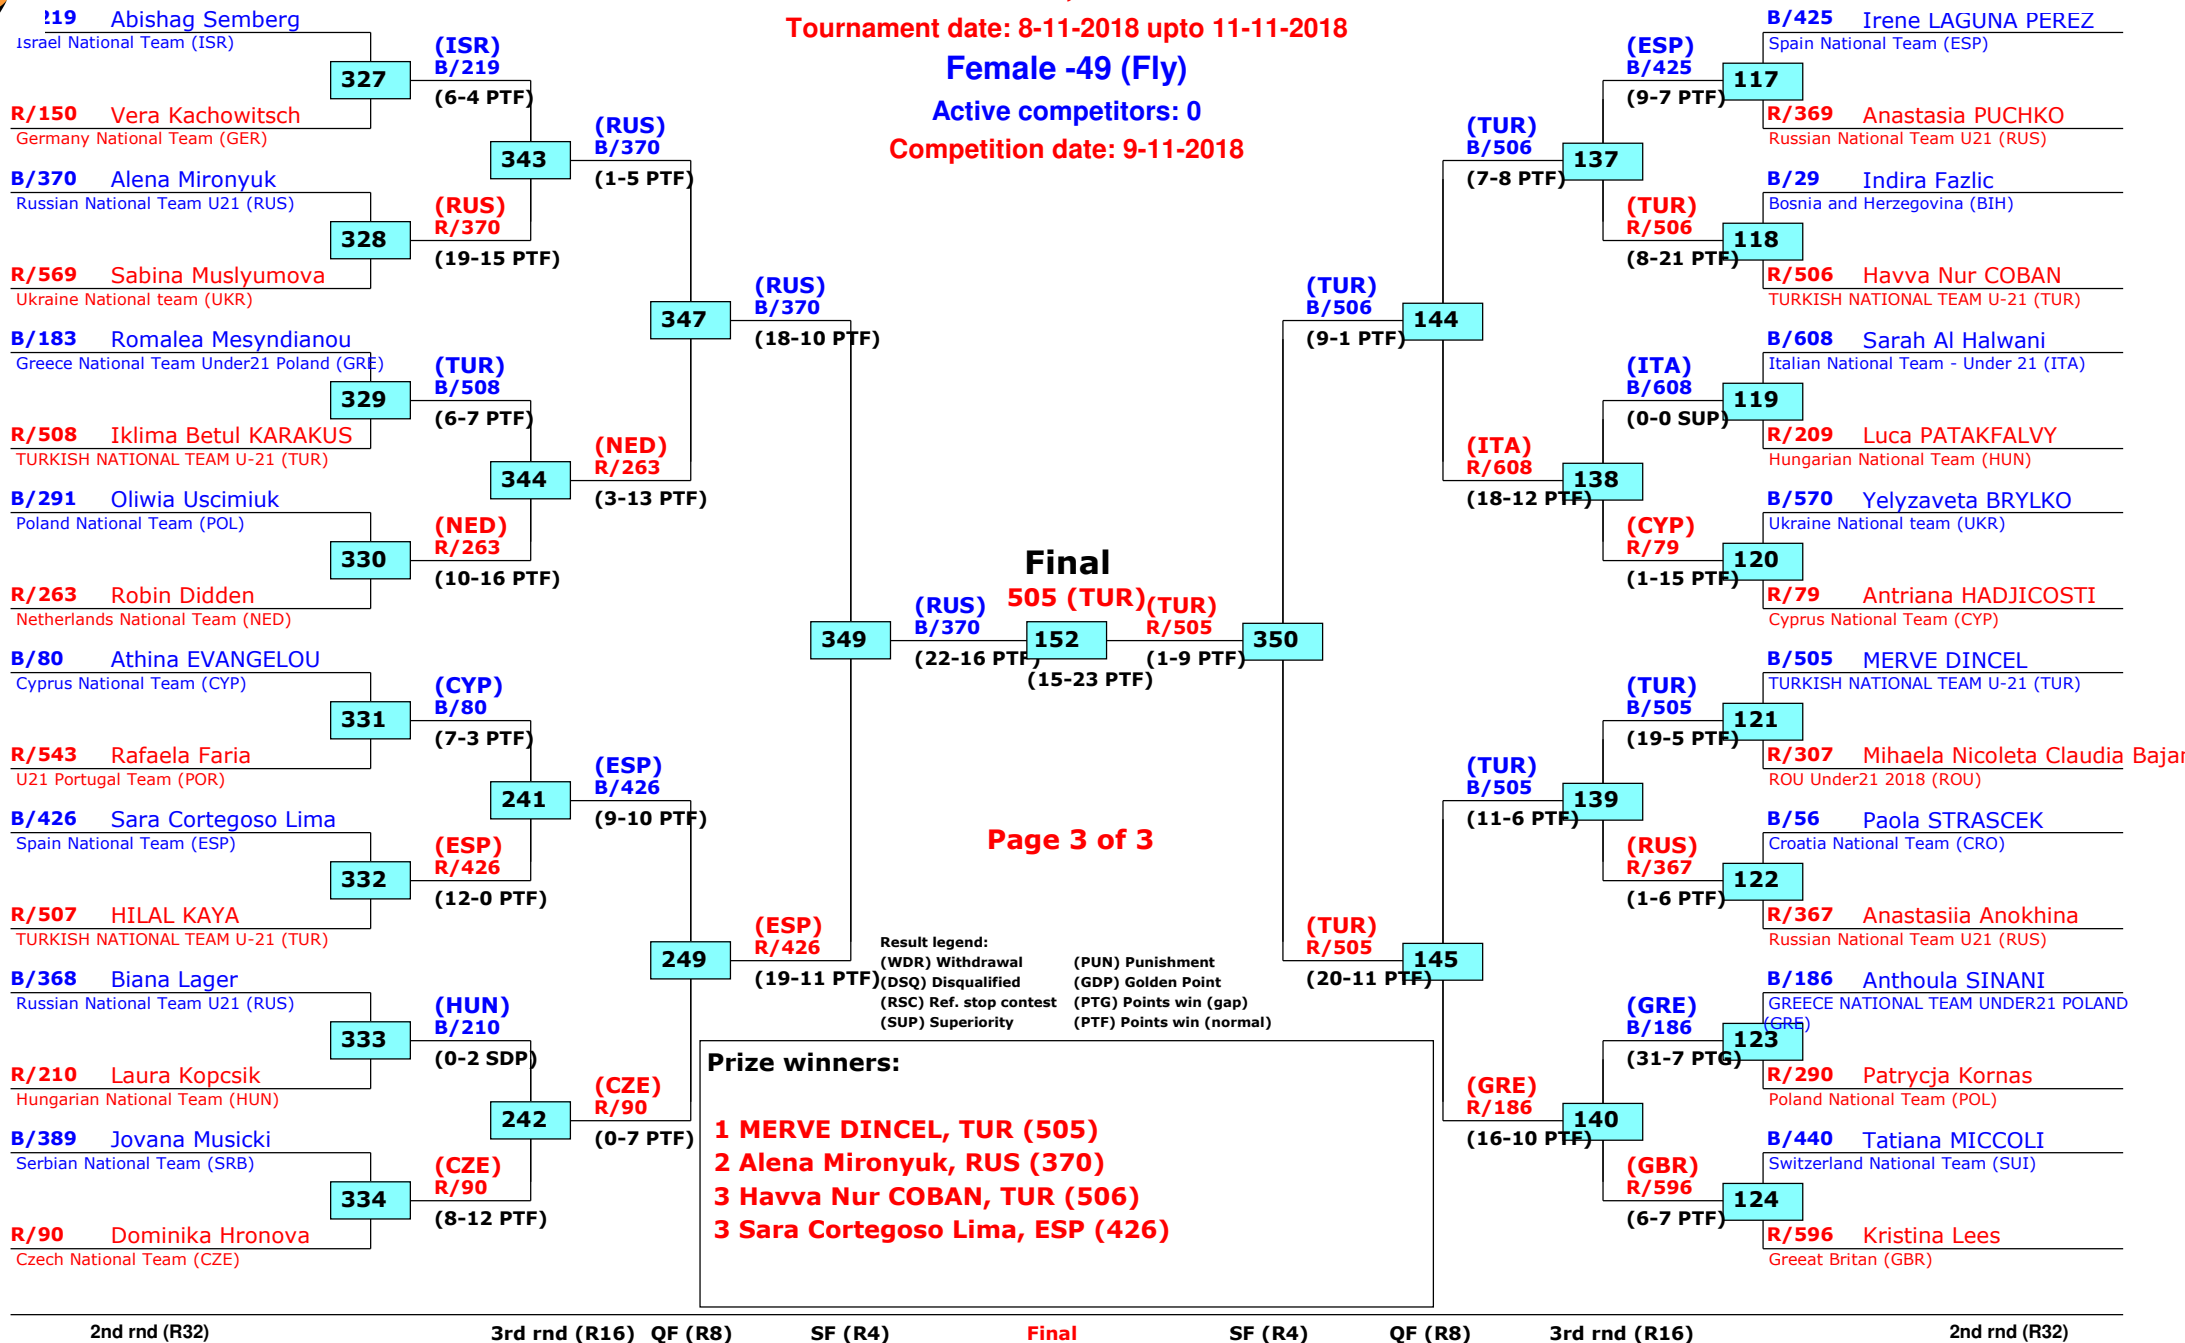 Tournament date: 8-11-2018 upto 11-11-2018
Female -49 (Fly)
Active competitors: 0
Competition date: 9-11-2018
219 Abishag Semberg
Israel National Team (ISR)
327
R/150 Vera Kachowitsch
Germany National Team (GER)
B/370 Alena Mironyuk
Russian National Team U21 (RUS)
328
R/569 Sabina Muslyumova
Ukraine National team (UKR)
B/183 Romalea Mesyndianou
Greece National Team Under21 Poland (GRE)
329
R/508 Iklima Betul KARAKUS
TURKISH NATIONAL TEAM U-21 (TUR)
B/291 Oliwia Uscimiuk
Poland National Team (POL)
330
R/263 Robin Didden
Netherlands National Team (NED)
B/80 Athina EVANGELOU
Cyprus National Team (CYP)
331
R/543 Rafaela Faria
U21 Portugal Team (POR)
B/426 Sara Cortegoso Lima
Spain National Team (ESP)
332
R/507 HILAL KAYA
TURKISH NATIONAL TEAM U-21 (TUR)
B/368 Biana Lager
Russian National Team U21 (RUS)
333
R/210 Laura Kopcsik
Hungarian National Team (HUN)
B/389 Jovana Musicki
Serbian National Team (SRB)
334
R/90 Dominika Hronova
Czech National Team (CZE)
(ISR)
B/219
(6-4 PTF)
343
(RUS)
R/370
(19-15 PTF)
(TUR)
B/508
(6-7 PTF)
344
(NED)
R/263
(10-16 PTF)
(CYP)
B/80
(7-3 PTF)
241
(ESP)
R/426
(12-0 PTF)
(HUN)
B/210
(0-2 SDP)
242
(CZE)
R/90
(8-12 PTF)
(RUS)
B/370
(1-5 PTF)
347
(NED)
R/263
(3-13 PTF)
(ESP)
B/426
(9-10 PTF)
249
(CZE)
R/90
(0-7 PTF)
(RUS)
B/370
(18-10 PTF)
349
(ESP)
R/426
(19-11 PTF)
(RUS)
B/370
(22-16 PTF)
Final
505 (TUR)
152
(15-23 PTF)
(TUR)
R/505
(1-9 PTF)
350
Page 3 of 3
(TUR)
B/506
(9-1 PTF)
144
(TUR)
R/505
(20-11 PTF)
145
(TUR)
B/506
(7-8 PTF)
137
(ITA)
R/608
(18-12 PTF)
138
(TUR)
B/505
(11-6 PTF)
139
(GRE)
R/186
(16-10 PTF)
140
(ESP)
B/425
(9-7 PTF)
117
(TUR)
R/506
(8-21 PTF)
118
(ITA)
B/608
(0-0 SUP)
119
(CYP)
R/79
(1-15 PTF)
120
(TUR)
B/505
(19-5 PTF)
121
(RUS)
R/367
(1-6 PTF)
122
(GRE)
B/186
(31-7 PTG)
123
(GBR)
R/596
(6-7 PTF)
124
B/425 Irene LAGUNA PEREZ
Spain National Team (ESP)
R/369 Anastasia PUCHKO
Russian National Team U21 (RUS)
B/29 Indira Fazlic
Bosnia and Herzegovina (BIH)
R/506 Havva Nur COBAN
TURKISH NATIONAL TEAM U-21 (TUR)
B/608 Sarah Al Halwani
Italian National Team - Under 21 (ITA)
R/209 Luca PATAKFALVY
Hungarian National Team (HUN)
B/570 Yelyzaveta BRYLKO
Ukraine National team (UKR)
R/79 Antriana HADJICOSTI
Cyprus National Team (CYP)
B/505 MERVE DINCEL
TURKISH NATIONAL TEAM U-21 (TUR)
R/307 Mihaela Nicoleta Claudia
ROU Under21 2018 (ROU)
B/56 Paola STRASCEK
Croatia National Team (CRO)
R/367 Anastasiia Anokhina
Russian National Team U21 (RUS)
B/186 Anthoula SINANI
GREECE NATIONAL TEAM UNDER21 POLAND
(GRE)
R/290 Patrycja Kornas
Poland National Team (POL)
B/440 Tatiana MICCOLI
Switzerland National Team (SUI)
R/596 Kristina Lees
Greeat Britan (GBR)
Result legend:
(WDR) Withdrawal (PUN) Punishment
(DSQ) Disqualified (GDP) Golden Point
(RSC) Ref. stop contest (PTG) Points win (gap)
(SUP) Superiority (PTF) Points win (normal)
Prize winners:
1 MERVE DINCEL, TUR (505)
2 Alena Mironyuk, RUS (370)
3 Havva Nur COBAN, TUR (506)
3 Sara Cortegoso Lima, ESP (426)
2nd rnd (R32) 3rd rnd (R16) QF (R8) SF (R4) Final SF (R4) QF (R8) 3rd rnd (R16) 2nd rnd (R32)